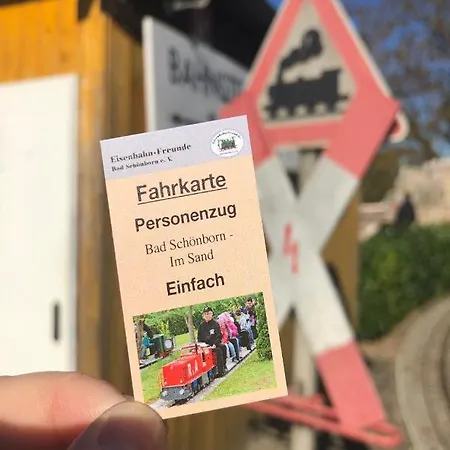 Eisenbahn-Freunde
Bad Schönborn e. V.
Fahrkarte
Personenzug
Bad Schönborn -
Im Sand
Einfach